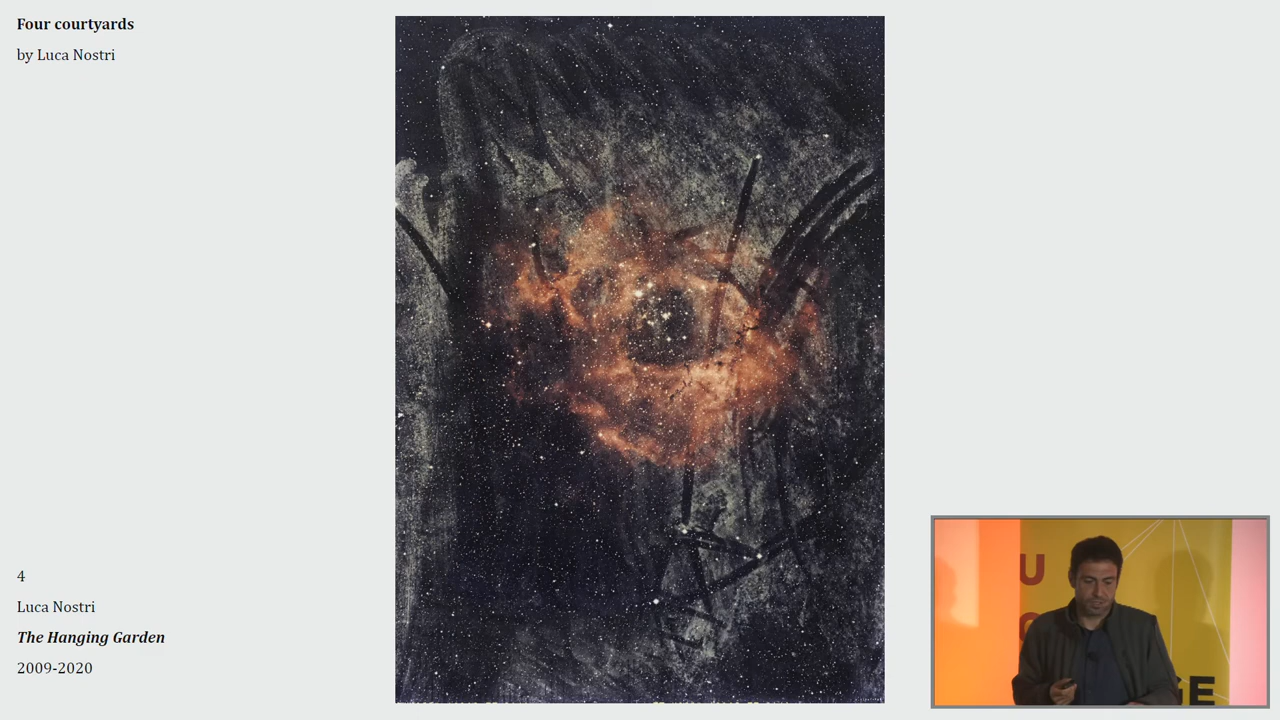 Four courtyards
by Luca Nostri
4
Luca Nostri
The Hanging Garden
2009-2020